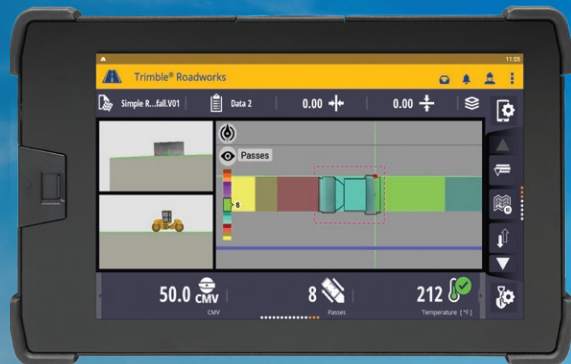 11:05
Trimble® Roadworks
Simple R...fall.V01
Data 2
0.00
0.00
Passes
8
50.0 CMV
8
212
CMV
Passes
Temperature [°F]